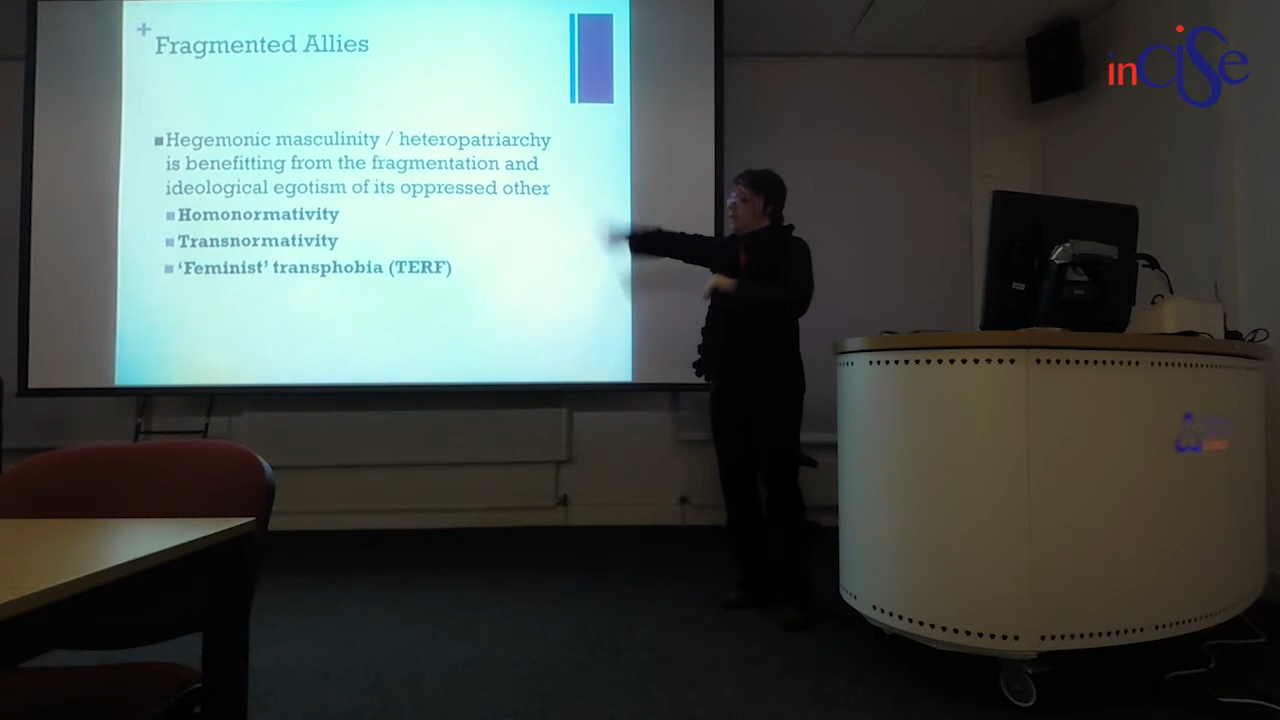 +
Fragmented Allies
inCISe
Hegemonic masculinity / heteropatriarchy
is benefitting from the fragmentation and
ideological egotism of its oppressed other
Homonormativity
Transnormativity
‘Feminist’ transphobia (TERF)